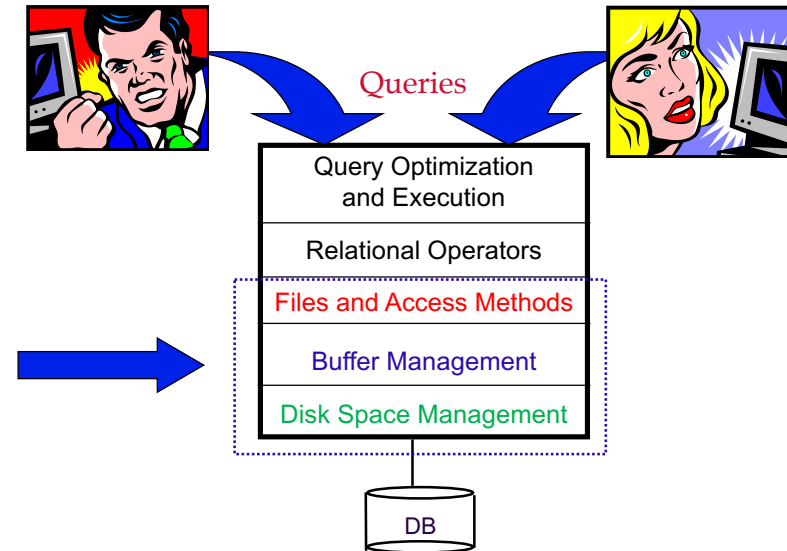 Queries
Query Optimization
and Execution
Relational Operators
Files and Access Methods
Buffer Management
Disk Space Management
DB